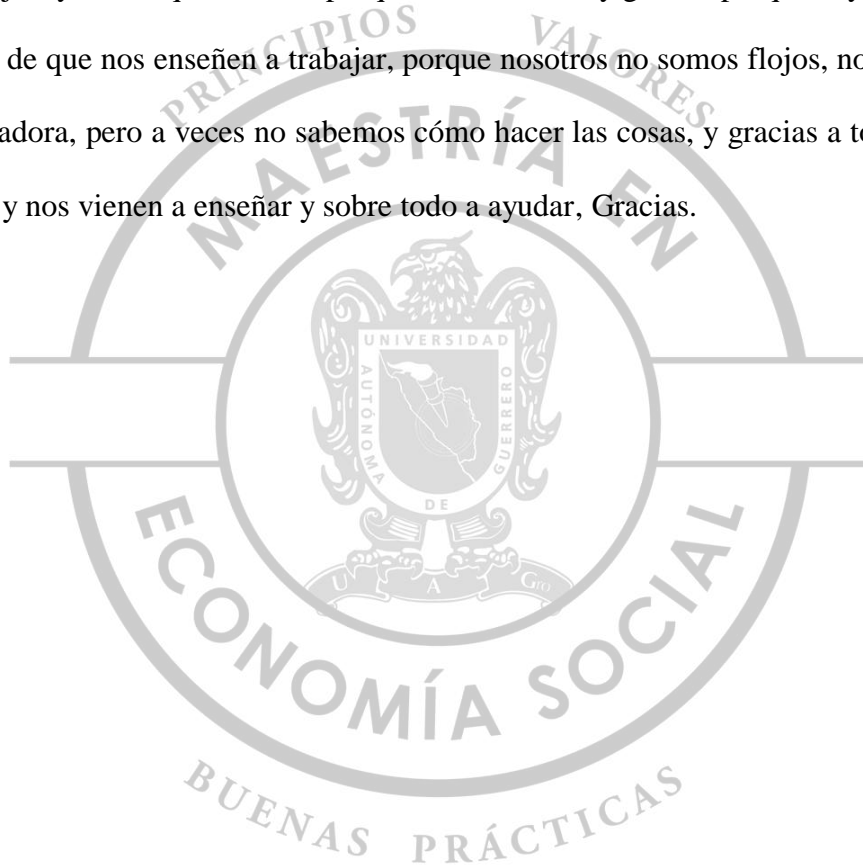 de que nos enseñen a trabajar, porque nosotros no somos flojos, no
adora, pero a veces no sabemos cómo hacer las cosas, y gracias a to
y nos vienen a enseñar y sobre todo a ayudar, Gracias.
PRINCIPIOS VALORES
MAESTRÍA EN
UNIVERSIDAD
AUTÓNOMA
GUERRERO
DE
U A Gro
ECONOMÍA SOCIAL
BUENAS PRÁCTICAS